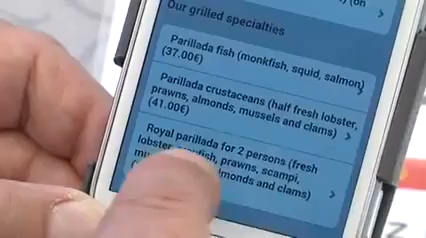 (6h
Our grilled specialties
Parillada fish (monkfish, squid, salmon)
(37.00€)
Parillada crustaceans (half fresh lobster,
prawns, almonds, mussels and clams)
(41.00€)
Royal parillada for 2 persons (fresh
lobster, prawns, scampi,
almonds and clams)